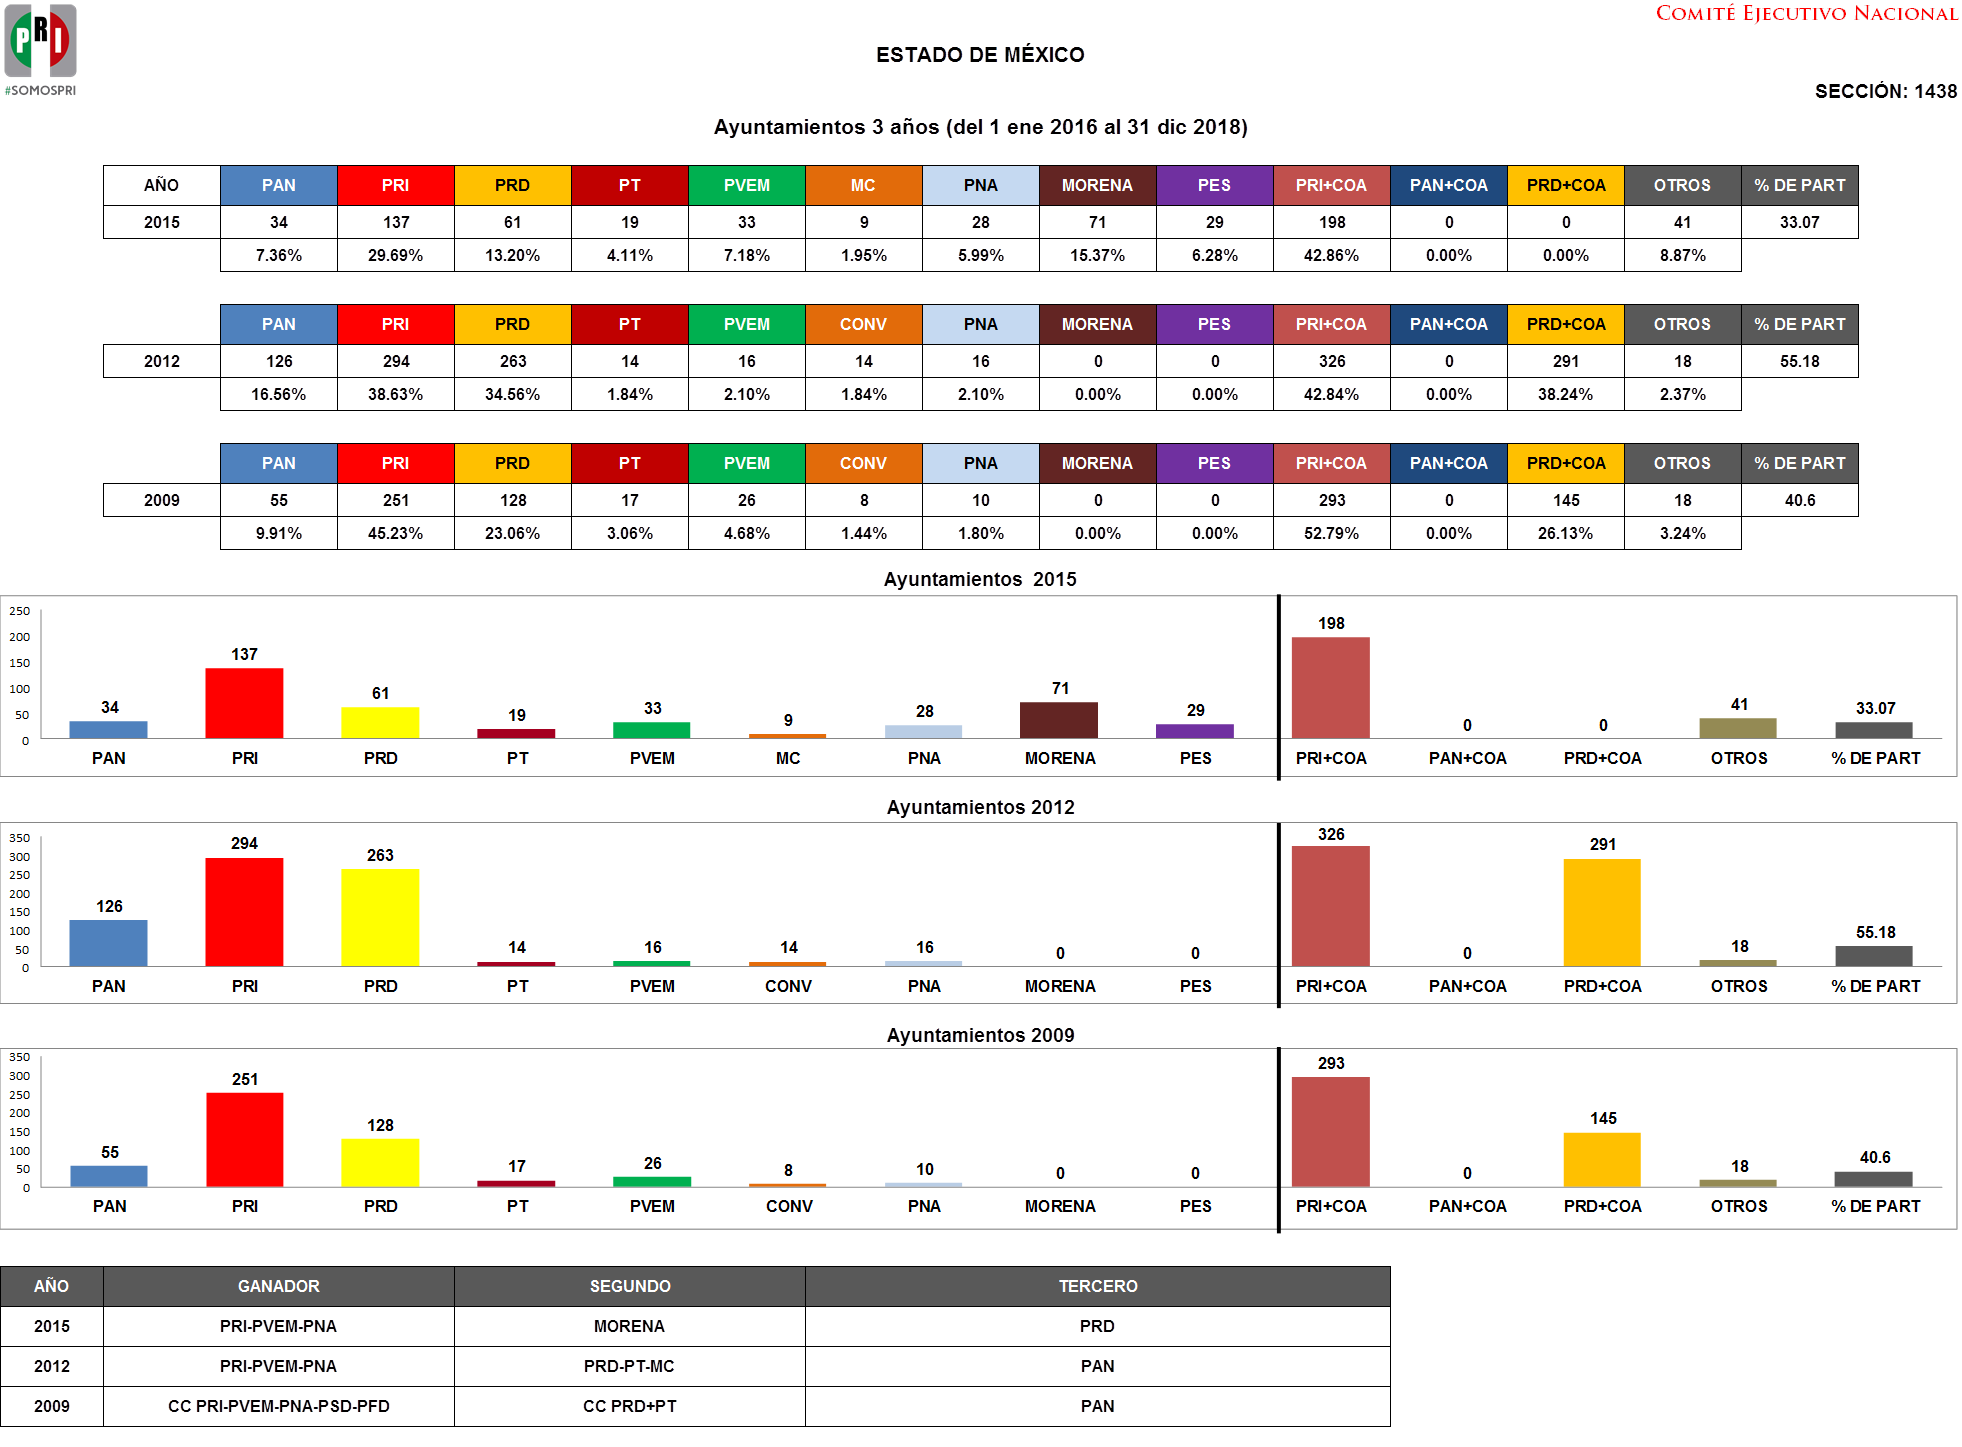 PRI
#SOMOSPRI
COMITÉ EJECUTIVO NACIONAL
ESTADO DE MÉXICO
SECCIÓN: 1438
Ayuntamientos 3 años (del 1 ene 2016 al 31 dic 2018)
AÑO PAN PRI PRD PT PVEM MC PNA MORENA PES PRI+COA PAN+COA PRD+COA OTROS % DE PART
2015 34 137 61 19 33 9 28 71 29 198 0 0 41 33.07
7.36% 29.69% 13.20% 4.11% 7.18% 1.95% 5.99% 15.37% 6.28% 42.86% 0.00% 0.00% 8.87%
PAN PRI PRD PT PVEM CONV PNA MORENA PES PRI+COA PAN+COA PRD+COA OTROS % DE PART
2012 126 294 263 14 16 14 16 0 0 326 0 291 18 55.18
16.56% 38.63% 34.56% 1.84% 2.10% 1.84% 2.10% 0.00% 0.00% 42.84% 0.00% 38.24% 2.37%
PAN PRI PRD PT PVEM CONV PNA MORENA PES PRI+COA PAN+COA PRD+COA OTROS % DE PART
2009 55 251 128 17 26 8 10 0 0 293 0 145 18 40.6
9.91% 45.23% 23.06% 3.06% 4.68% 1.44% 1.80% 0.00% 0.00% 52.79% 0.00% 26.13% 3.24%
Ayuntamientos 2015
250
200
150
100
50
0
34 137 61 19 33 9 28 71 29 198 0 0 41 33.07
PAN PRI PRD PT PVEM MC PNA MORENA PES PRI+COA PAN+COA PRD+COA OTROS % DE PART
Ayuntamientos 2012
350
300
250
200
150
100
50
0
126 294 263 14 16 14 16 0 0 326 0 291 18 55.18
PAN PRI PRD PT PVEM CONV PNA MORENA PES PRI+COA PAN+COA PRD+COA OTROS % DE PART
Ayuntamientos 2009
350
300
250
200
150
100
50
0
55 251 128 17 26 8 10 0 0 293 0 145 18 40.6
PAN PRI PRD PT PVEM CONV PNA MORENA PES PRI+COA PAN+COA PRD+COA OTROS % DE PART
AÑO GANADOR SEGUNDO TERCERO
2015 PRI-PVEM-PNA MORENA PRD
2012 PRI-PVEM-PNA PRD-PT-MC PAN
2009 CC PRI-PVEM-PNA-PSD-PFD CC PRD+PT PAN